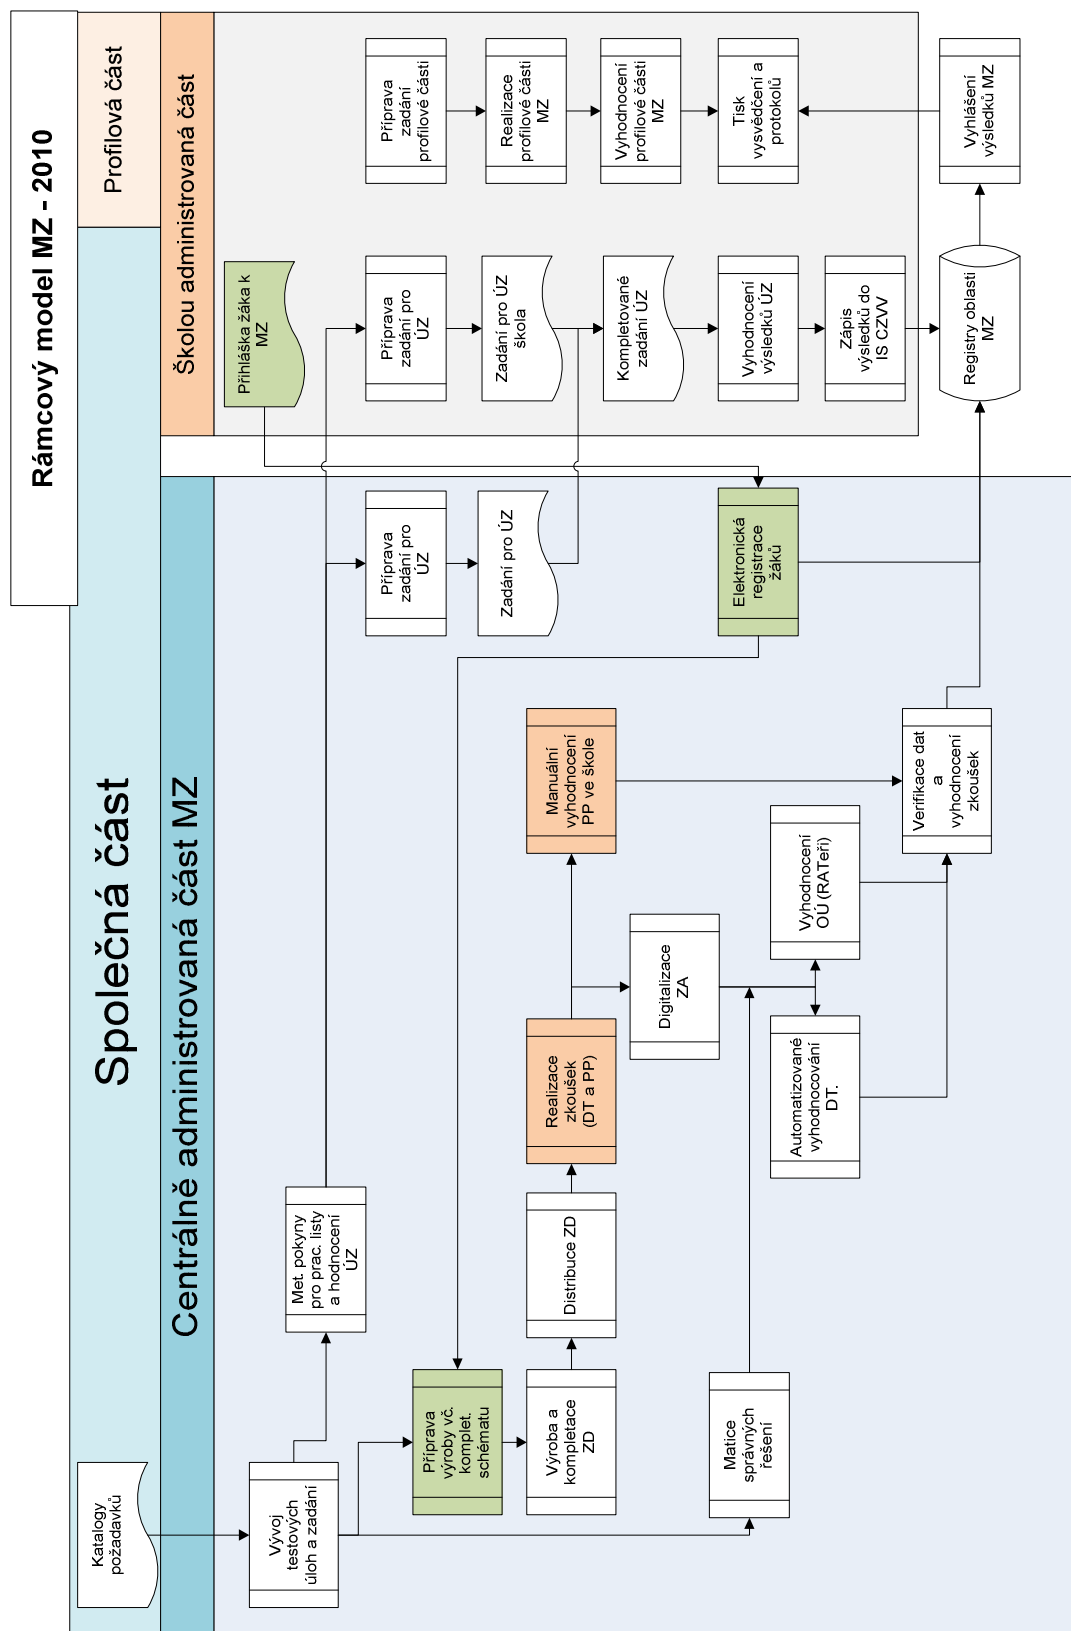 Rámcový model MZ - 2010
Společná část
Profilová část
Centrálně administrovaná část MZ
Školou administrovaná část
Katalogy
požadavků
Vývoj
testových
úloh a zadání
Met. pokyny
pro prac. listy
a hodnocení
ÚZ
Příprava
výroby vč.
komplet.
schématu
Výroba a
kompletace
ZD
Distribuce ZD
Realizace
zkoušek
(DT a PP)
Manuální
vyhodnocení
PP ve škole
Digitalizace
ZA
Matice
správných
řešení
Automatizované
vyhodnocování
DT.
Vyhodnocení
OÚ (RATeři)
Verifikace dat
a
vyhodnocení
zkoušek
Příprava
zadání pro
ÚZ
Zadání pro ÚZ
Elektronická
registrace
žáků
Přihláška žáka k
MZ
Příprava
zadání pro
ÚZ
Zadání pro ÚZ
škola
Kompletované
zadání ÚZ
Vyhodnocení
výsledků ÚZ
Zápis
výsledků do
IS CZVV
Registry oblasti
MZ
Příprava
zadání
profilové části
Realizace
profilové části
MZ
Vyhodnocení
profilové části
MZ
Tisk
vysvědčení a
protokolů
Vyhlášení
výsledků MZ